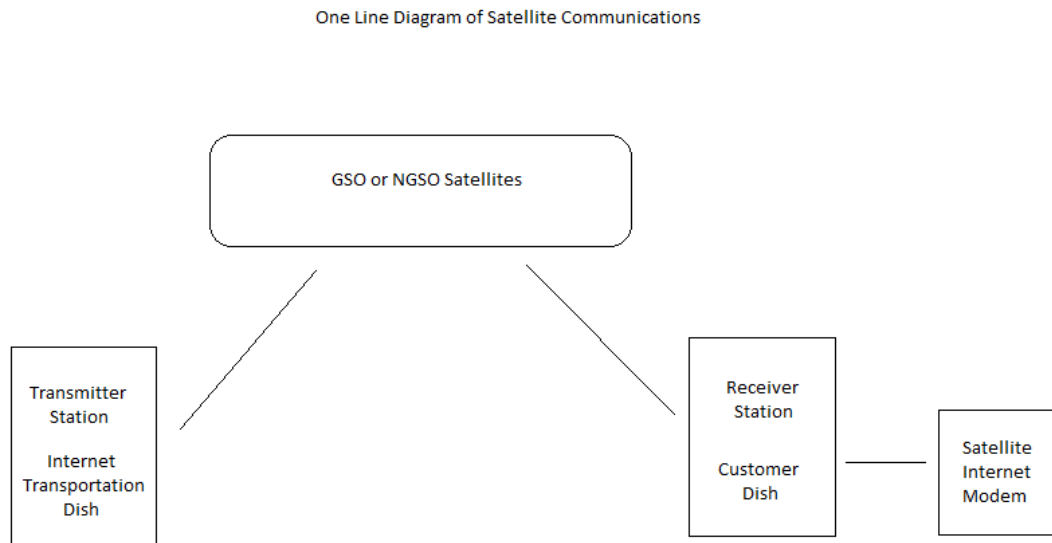 One Line Diagram of Satellite Communications
GSO or NGSO Satellites
Transmitter
Station
Internet
Transportation
Dish
Receiver
Station
Customer
Dish
Satellite
Internet
Modem